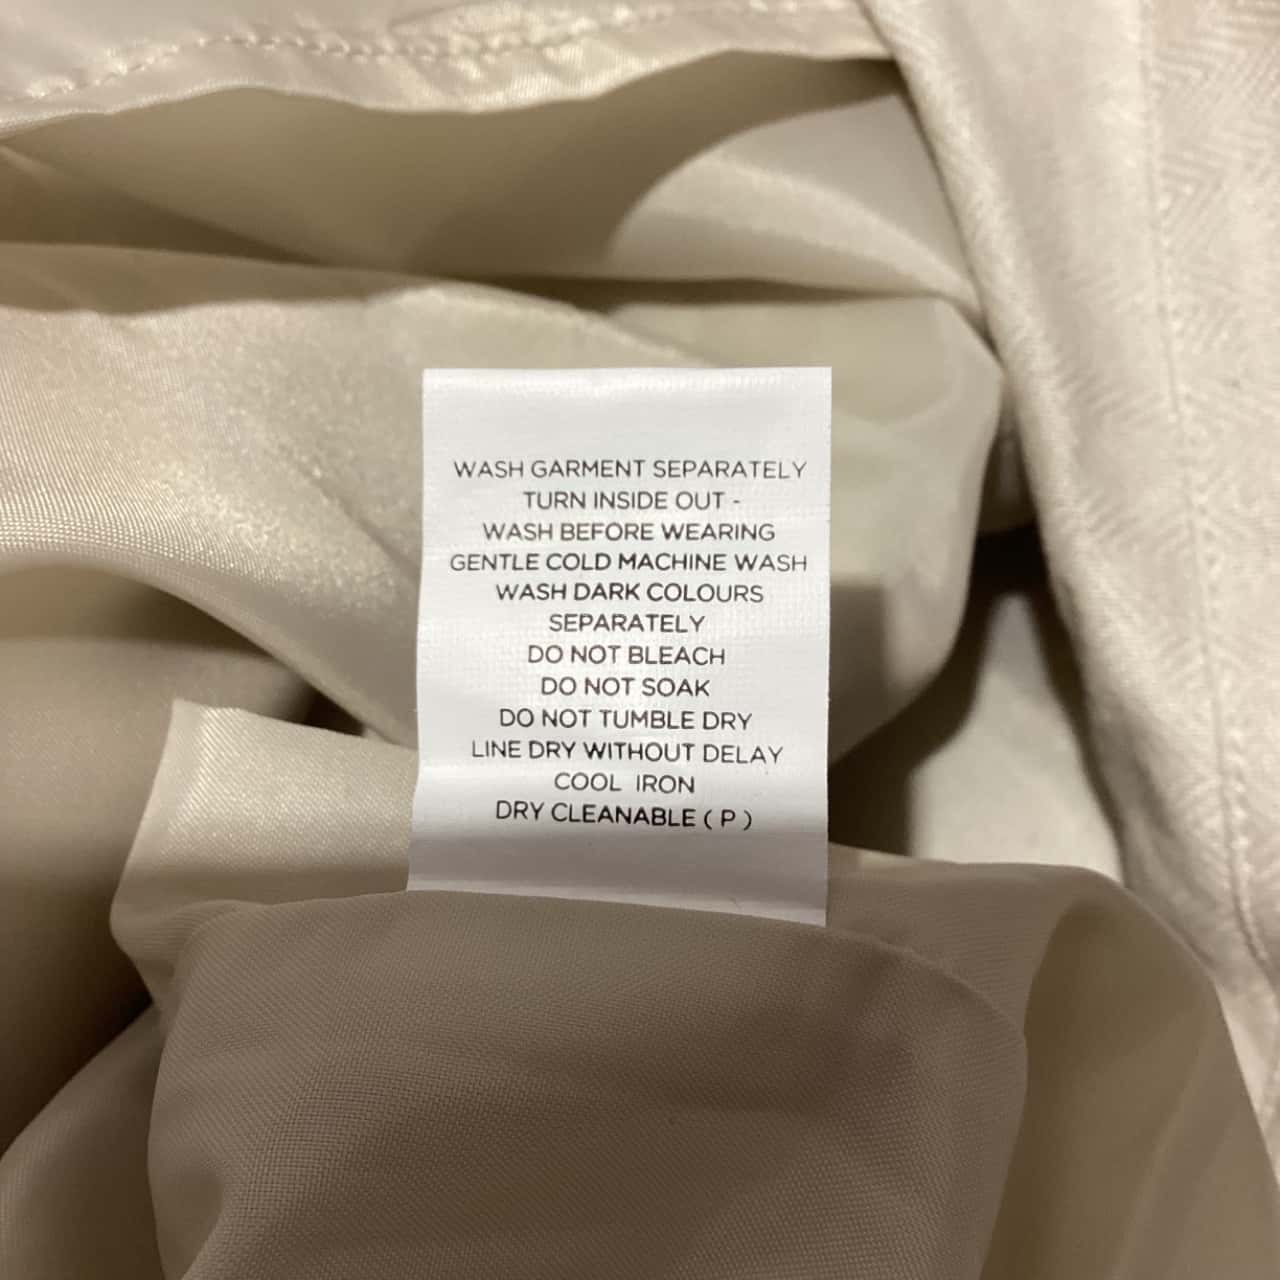 WASH GARMENT SEPARATELY
TURN INSIDE OUT -
WASH BEFORE WEARING
GENTLE COLD MACHINE WASH
WASH DARK COLOURS
SEPARATELY
DO NOT BLEACH
DO NOT SOAK
DO NOT TUMBLE DRY
LINE DRY WITHOUT DELAY
COOL IRON
DRY CLEANABLE ( P )